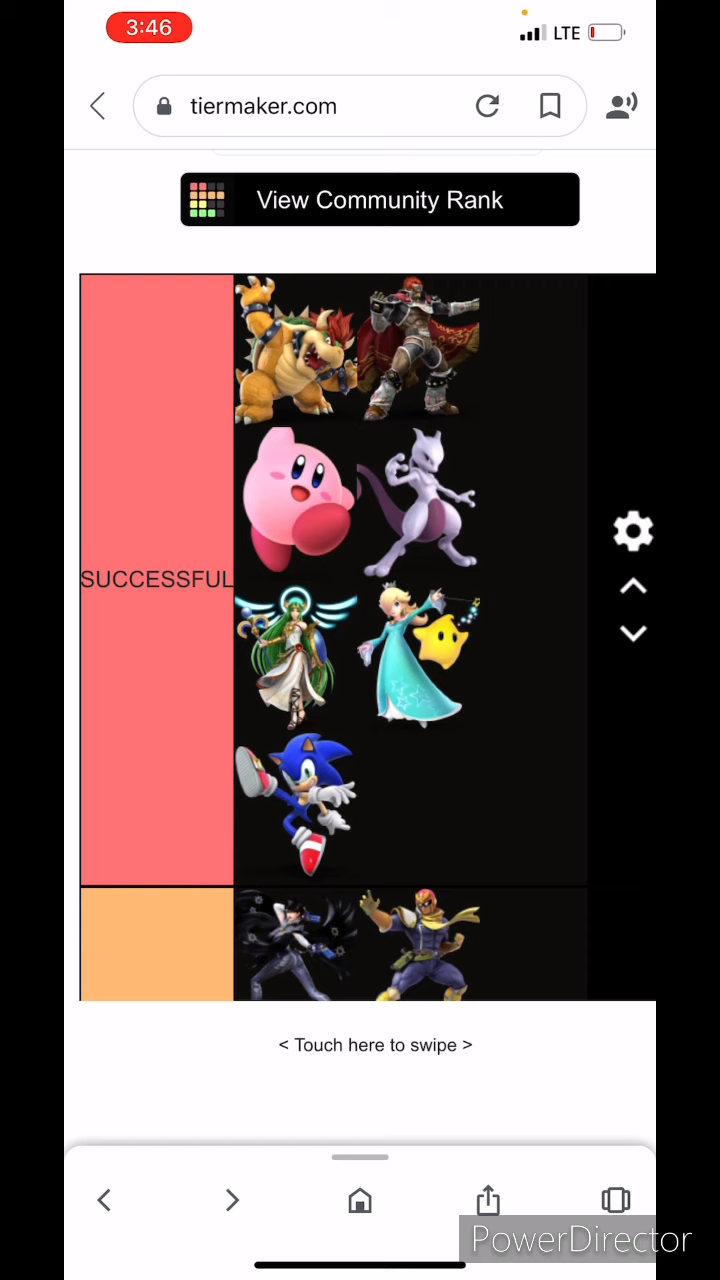 3:46
LTE
tiermaker.com
View Community Rank
SUCCESSFUL
< Touch here to swipe >
PowerDirector